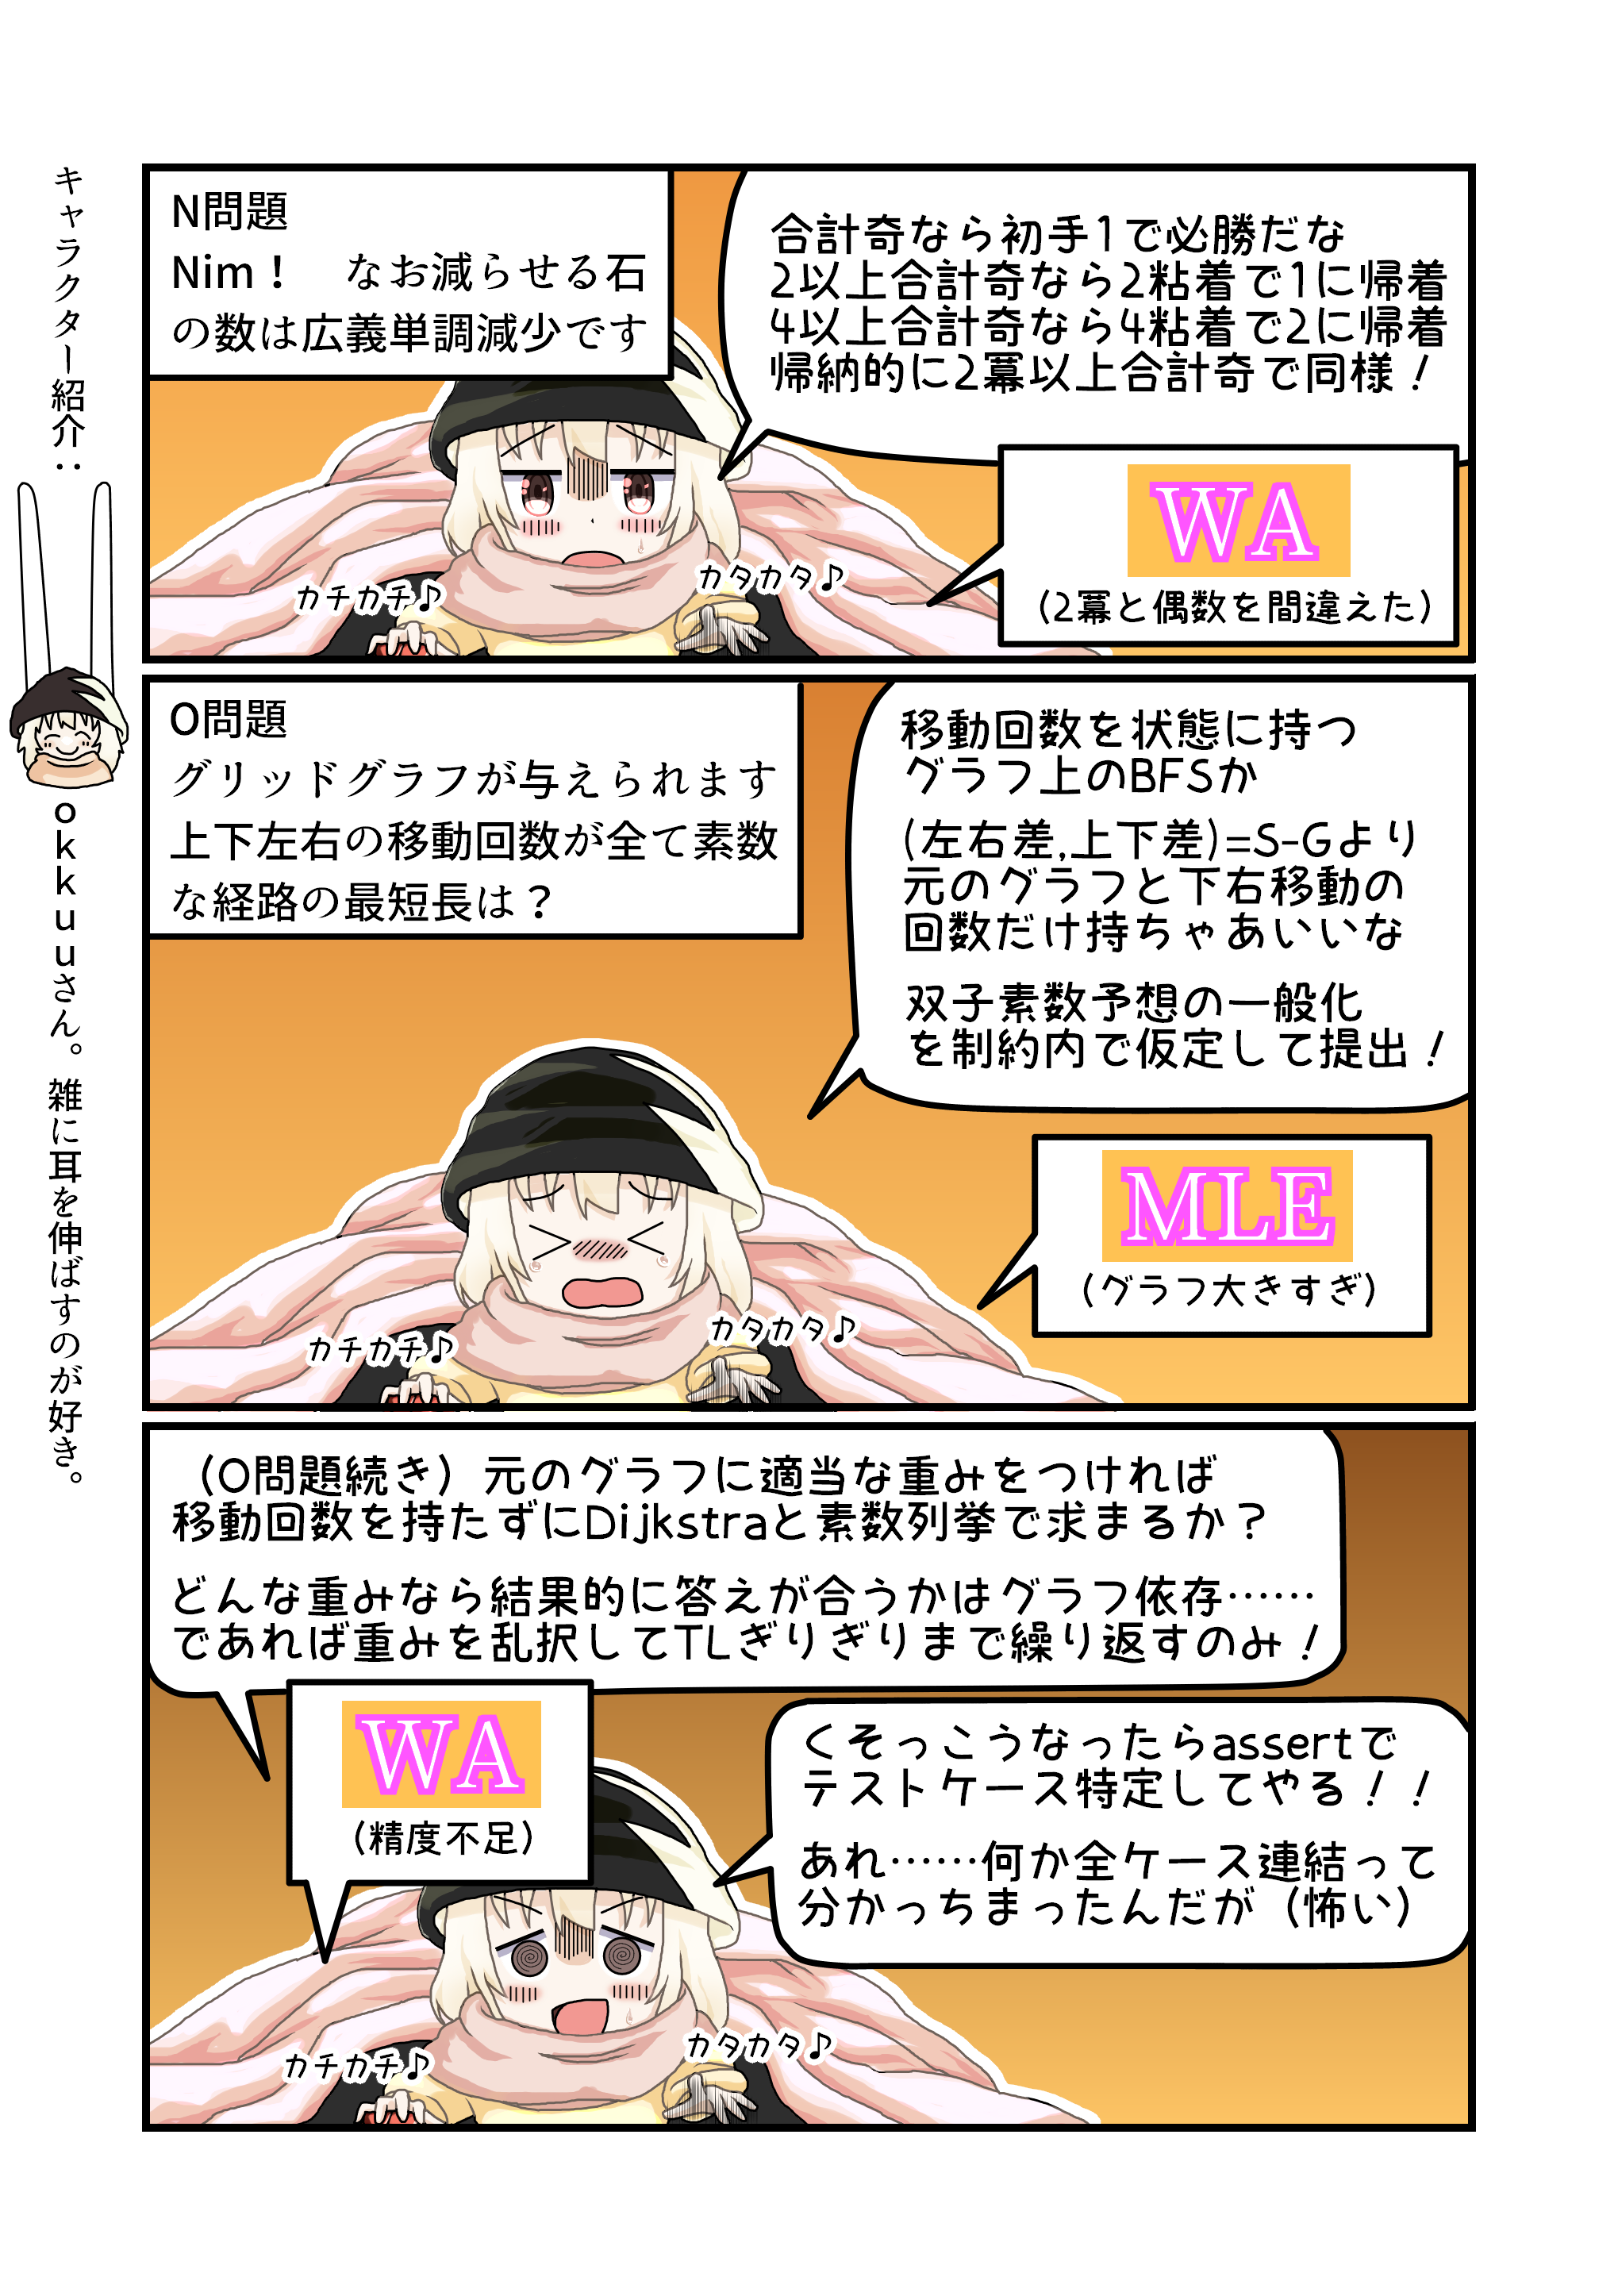 N問題
Nim！　なお減らせる石
の数は広義単調減少です
合計奇なら初手1で必勝だな
2以上合計奇なら2粘着で1に帰着
4以上合計奇なら4粘着で2に帰着
帰納的に2冪以上合計奇で同様！
WA
（2冪と偶数を間違えた）
カチカチ♪
カタカタ♪
O問題
グリッドグラフが与えられます
上下左右の移動回数が全て素数
な経路の最短長は？
移動回数を状態に持つ
グラフ上のBFSか
(左右差,上下差)=S-Gより
元のグラフと下右移動の
回数だけ持ちゃあいいな
双子素数予想の一般化
を制約内で仮定して提出！
MLE
（グラフ大きすぎ）
カチカチ♪
カタカタ♪
（O問題続き）元のグラフに適当な重みをつければ
移動回数を持たずにDijkstraと素数列挙で求まるか？
どんな重みなら結果的に答えが合うかはグラフ依存……
であれば重みを乱択してTLぎりぎりまで繰り返すのみ！
WA
（精度不足）
くそっこうなったらassertで
テストケース特定してやる！！
あれ……何か全ケース連結って
分かっちまったんだが（怖い）
カチカチ♪
カタカタ♪
キャラクター紹介：
okkuuさん。雑に耳を伸ばすのが好き。